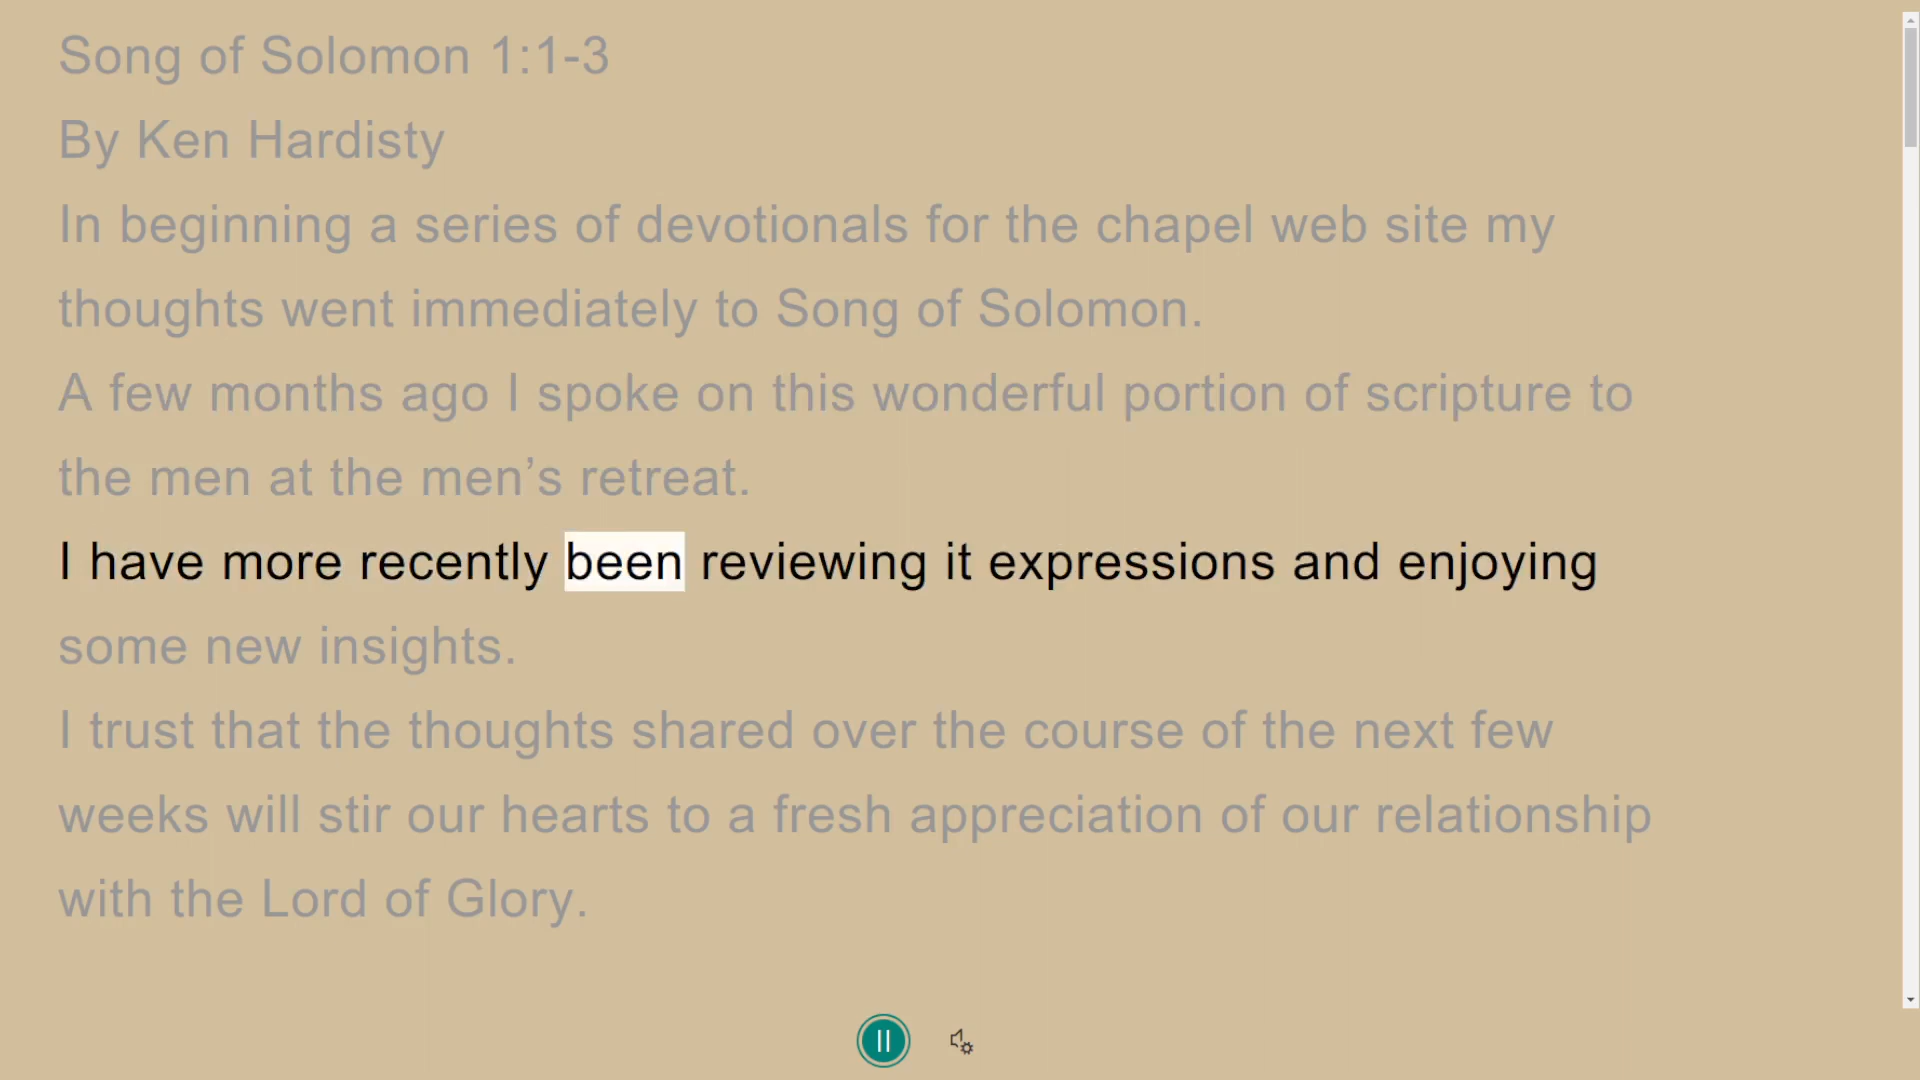 Song of Solomon 1:1-3
By Ken Hardisty
In beginning a series of devotionals for the chapel web site my
thoughts went immediately to Song of Solomon.
A few months ago I spoke on this wonderful portion of scripture to
the men at the men’s retreat.
I have more recently been reviewing it expressions and enjoying
some new insights.
I trust that the thoughts shared over the course of the next few
weeks will stir our hearts to a fresh appreciation of our relationship
with the Lord of Glory.